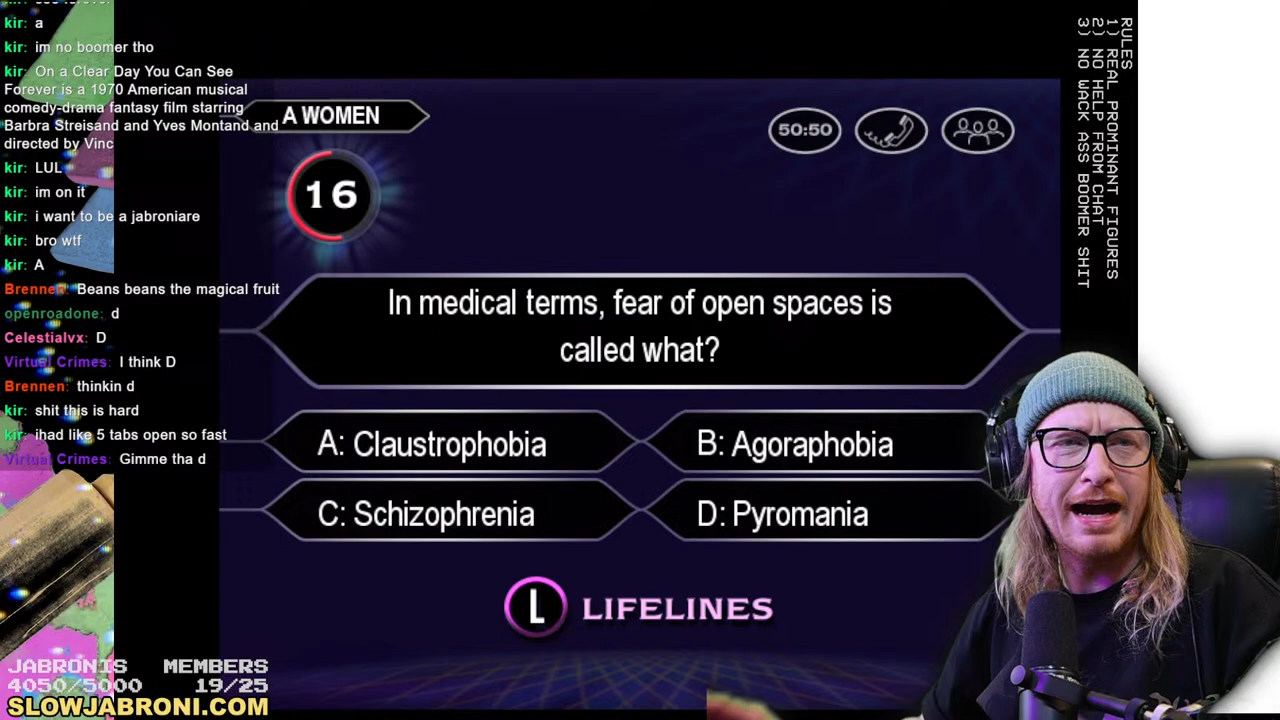 kir: a
kir: im no boomer tho
kir: On a Clear Day You Can See
Forever is a 1970 American musical
comedy-drama fantasy film starring
Barbra Streisand and Yves Montand and
directed by Vinc
kir: LUL
kir: im on it
kir: i want to be a jabroniare
kir: bro wtf
kir: A
Brennen: Beans beans the magical fruit
openroadone: d
Celestialvx: D
Virtual Crimes: I think D
Brennen: thinkin d
kir: shit this is hard
kir: ihad like 5 tabs open so fast
Virtual Crimes: Gimme tha d
JABRONIS MEMBERS
4050/5000 19/25
SLOWJABRONI.COM
A WOMEN
16
50:50
In medical terms, fear of open spaces is
called what?
A: Claustrophobia
B: Agoraphobia
C: Schizophrenia
D: Pyromania
L LIFELINES
RULES
1) REAL PROMINANT FIGURES
2) NO HELP FROM CHAT
3) NO WACK ASS BOOMER SHIT